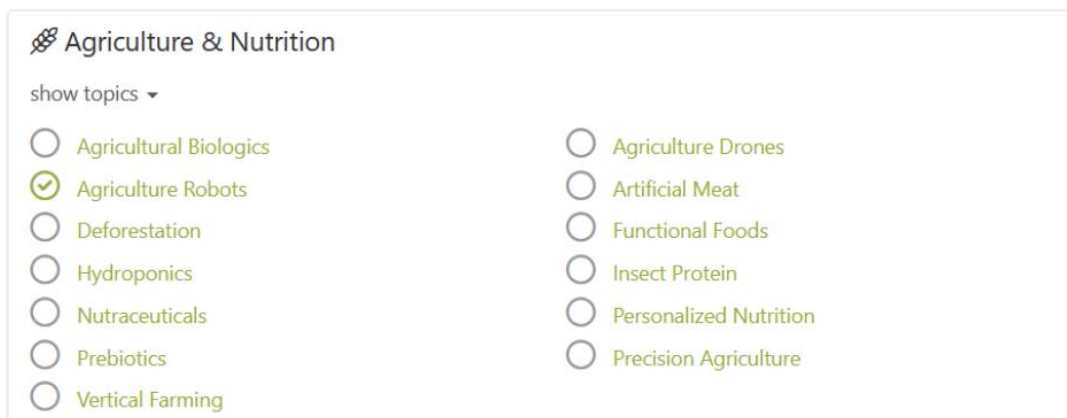 Agriculture & Nutrition
show topics
Agricultural Biologics
Agriculture Drones
Agriculture Robots
Artificial Meat
Deforestation
Functional Foods
Hydroponics
Insect Protein
Nutraceuticals
Personalized Nutrition
Prebiotics
Precision Agriculture
Vertical Farming